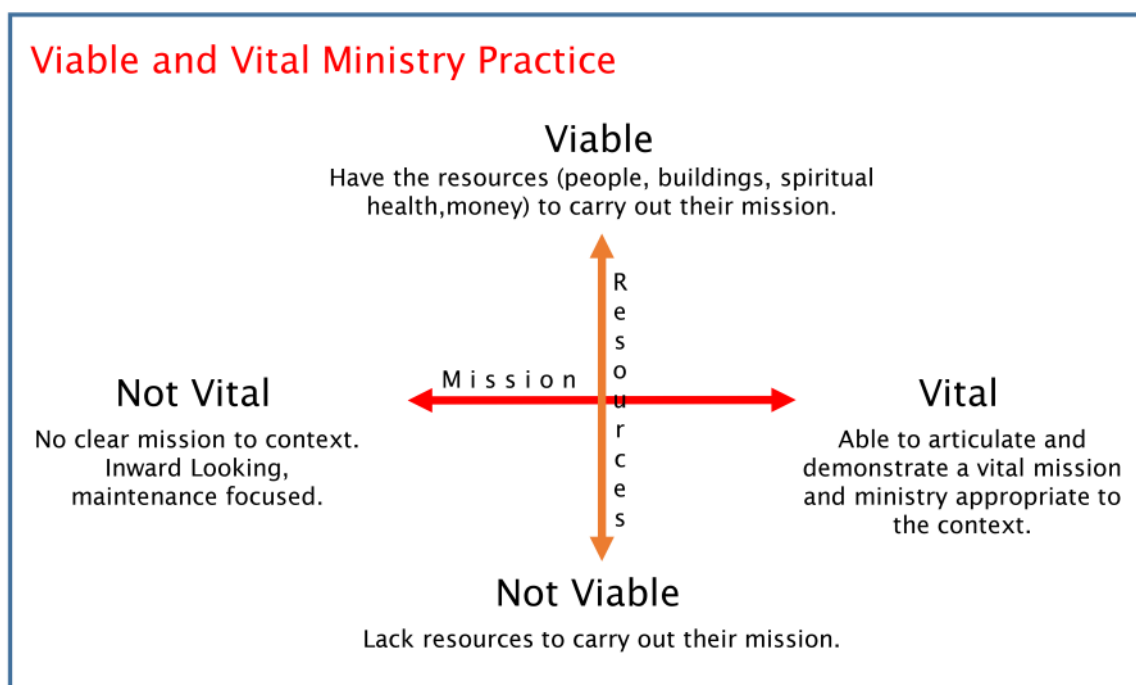 Viable and Vital Ministry Practice
Viable
Have the resources (people, buildings, spiritual
health,money) to carry out their mission.
Resources
Mission
Not Vital
No clear mission to context.
Inward Looking,
maintenance focused.
Vital
Able to articulate and
demonstrate a vital mission
and ministry appropriate to
the context.
Not Viable
Lack resources to carry out their mission.